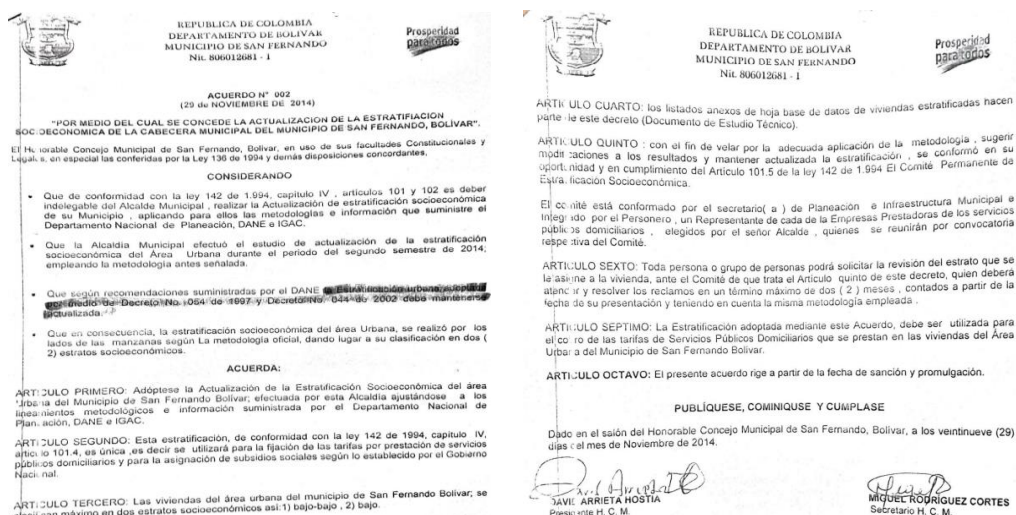 REPUBLICA DE COLOMBIA
DEPARTAMENTO DE BOLIVAR
MUNICIPIO DE SAN FERNANDO
Nit. 806012681 - 1
Prosperidad
para todos
ACUERDO N° 002
(29 de NOVIEMBRE DE 2014)
"POR MEDIO DEL CUAL SE CONCEDE LA ACTUALIZACION DE LA ESTRATIFIACION
SOCIOECONOMICA DE LA CABECERA MUNICIPAL DEL MUNICIPIO DE SAN FERNANDO, BOLÍVAR".
El Honorable Concejo Municipal de San Fernando, Bolivar, en uso de sus facultades Constitucionales y
Legales, en especial las conferidas por la Ley 136 de 1994 y demás disposiciones concordantes,
CONSIDERANDO
• Que de conformidad con la ley 142 de 1.994, capitulo IV , articulos 101 y 102 es deber
indelegable del Alcalde Municipal , realizar la Actualización de estratificación socioeconómica
de su Municipio , aplicando para ellos las metodologías e información que suministre el
Departamento Nacional de Planeación, DANE e IGAC.
• Que la Alcaldía Municipal efectuó el estudio de actualización de la estratificación
socioeconómica del Área Urbana durante el periodo del segundo semestre de 2014;
empleando la metodología antes señalada.
• Que según recomendaciones suministradas por el DANE la Estratificación urbana
por medio de Decreto No. 064 de 1997 y Decreto No. 044 de 2002 debe mantenerse
actualizada.
• Que en consecuencia, la estratificación socioeconómica del área Urbana, se realizó por los
lados de las manzanas según La metodología oficial, dando lugar a su clasificación en dos (
2) estratos socioeconómicos.
ACUERDA:
ARTICULO PRIMERO: Adóptese la Actualización de la Estratificación Socioeconómica del área
Urbana del Municipio de San Fernando Bolívar; efectuada por esta Alcaldía ajustándose a los
lineamientos metodológicos e información suministrada por el Departamento Nacional de
Planeación, DANE e IGAC.
ARTICULO SEGUNDO: Esta estratificación, de conformidad con la ley 142 de 1994, capitulo IV,
articulo 101.4, es única ,es decir se utilizará para la fijación de las tarifas por prestación de servicios
públicos domiciliarios y para la asignación de subsidios sociales según lo establecido por el Gobierno
Nacional.
ARTICULO TERCERO: Las viviendas del área urbana del municipio de San Fernando Bolívar; se
clasifican máximo en dos estratos socioeconómicos así:1) bajo-bajo , 2) bajo.
REPUBLICA DE COLOMBIA
DEPARTAMENTO DE BOLIVAR
MUNICIPIO DE SAN FERNANDO
Nit. 806012681 - 1
Prosperidad
para todos
ARTICULO CUARTO: los listados anexos de hoja base de datos de viviendas estratificadas hacen
parte de este decreto (Documento de Estudio Técnico).
ARTICULO QUINTO : con el fin de velar por la adecuada aplicación de la metodología , sugerir
modificaciones a los resultados y mantener actualizada la estratificación , se conformó en su
oportunidad y en cumplimiento del Artículo 101.5 de la ley 142 de 1.994 El Comité Permanente de
Estratificación Socioeconómica.
El comité está conformado por el secretario( a ) de Planeación e Infraestructura Municipal e
Integrado por el Personero , un Representante de cada de la Empresas Prestadoras de los servicios
públicos domiciliarios , elegidos por el señor Alcalde , quienes se reunirán por convocatoria
respectiva del Comité.
ARTICULO SEXTO: Toda persona o grupo de personas podrá solicitar la revisión del estrato que se
le asigne a la vivienda, ante el Comité de que trata el Articulo quinto de este decreto, quien deberá
atender y resolver los reclamos en un término máximo de dos ( 2 ) meses , contados a partir de la
fecha de su presentación y teniendo en cuenta la misma metodología empleada .
ARTICULO SEPTIMO: La Estratificación adoptada mediante este Acuerdo, debe ser utilizada para
el cobro de las tarifas de Servicios Públicos Domiciliarios que se prestan en las viviendas del Área
Urbana del Municipio de San Fernando Bolívar.
ARTICULO OCTAVO: El presente acuerdo rige a partir de la fecha de sanción y promulgación.
PUBLÍQUESE, COMINIQUSE Y CUMPLASE
Dado en el salón del Honorable Concejo Municipal de San Fernando, Bolivar, a los veintinueve (29)
días del mes de Noviembre de 2014.
DAVID ARRIETA HOSTIA
Presidente H. C. M.
MIGUEL RODRIGUEZ CORTES
Secretario H. C. M.